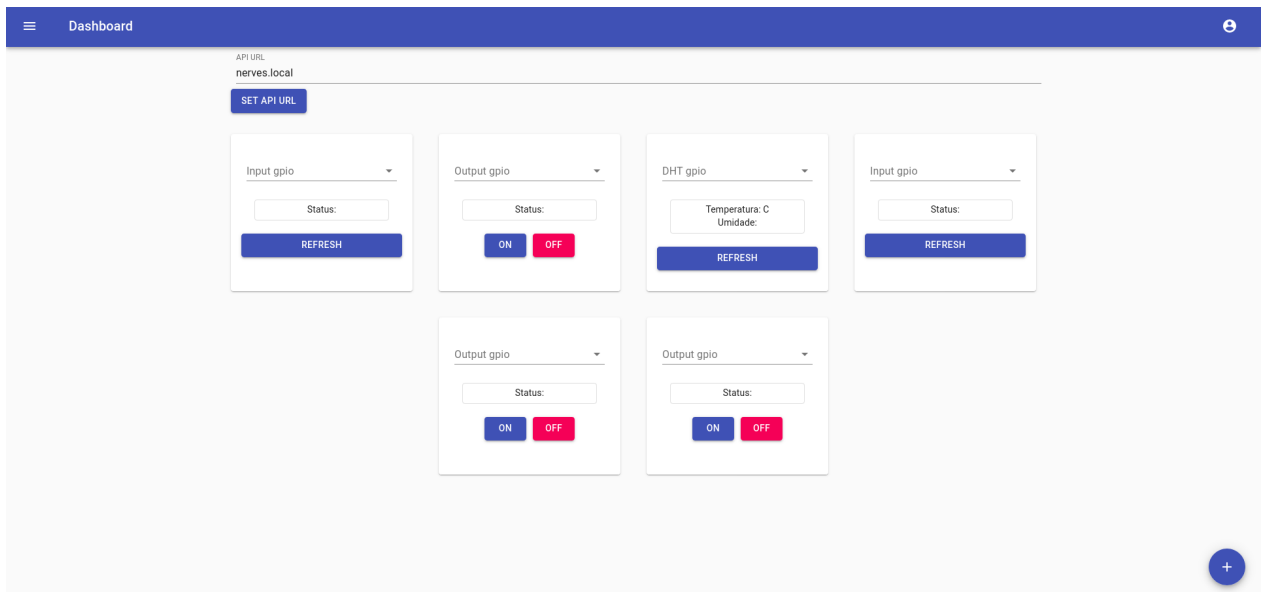 Dashboard
API URL
nerves.local
SET API URL
Input gpio
Status:
REFRESH
Output gpio
Status:
ON OFF
DHT gpio
Temperatura: C
Umidade:
REFRESH
Input gpio
Status:
REFRESH
Output gpio
Status:
ON OFF
Output gpio
Status:
ON OFF